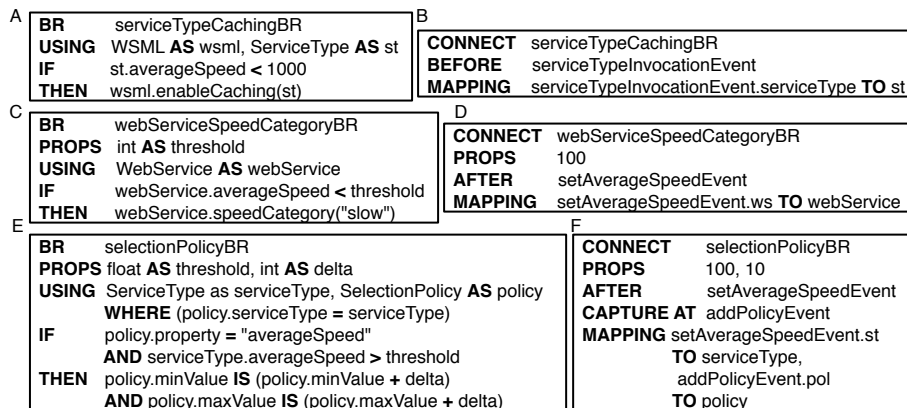 A
BR serviceTypeCachingBR
USING WSML AS wsml, ServiceType AS st
IF st.averageSpeed < 1000
THEN wsml.enableCaching(st)
B
CONNECT serviceTypeCachingBR
BEFORE serviceTypeInvocationEvent
MAPPING serviceTypeInvocationEvent.serviceType TO st
C
BR webServiceSpeedCategoryBR
PROPS int AS threshold
USING WebService AS webService
IF webService.averageSpeed < threshold
THEN webService.speedCategory("slow")
D
CONNECT webServiceSpeedCategoryBR
PROPS 100
AFTER setAverageSpeedEvent
MAPPING setAverageSpeedEvent.ws TO webService
E
BR selectionPolicyBR
PROPS float AS threshold, int AS delta
USING ServiceType as serviceType, SelectionPolicy AS policy
WHERE (policy.serviceType = serviceType)
IF policy.property = "averageSpeed"
AND serviceType.averageSpeed > threshold
THEN policy.minValue IS (policy.minValue + delta)
AND policy.maxValue IS (policy.maxValue + delta)
F
CONNECT selectionPolicyBR
PROPS 100, 10
AFTER setAverageSpeedEvent
CAPTURE AT addPolicyEvent
MAPPING setAverageSpeedEvent.st
TO serviceType,
addPolicyEvent.pol
TO policy